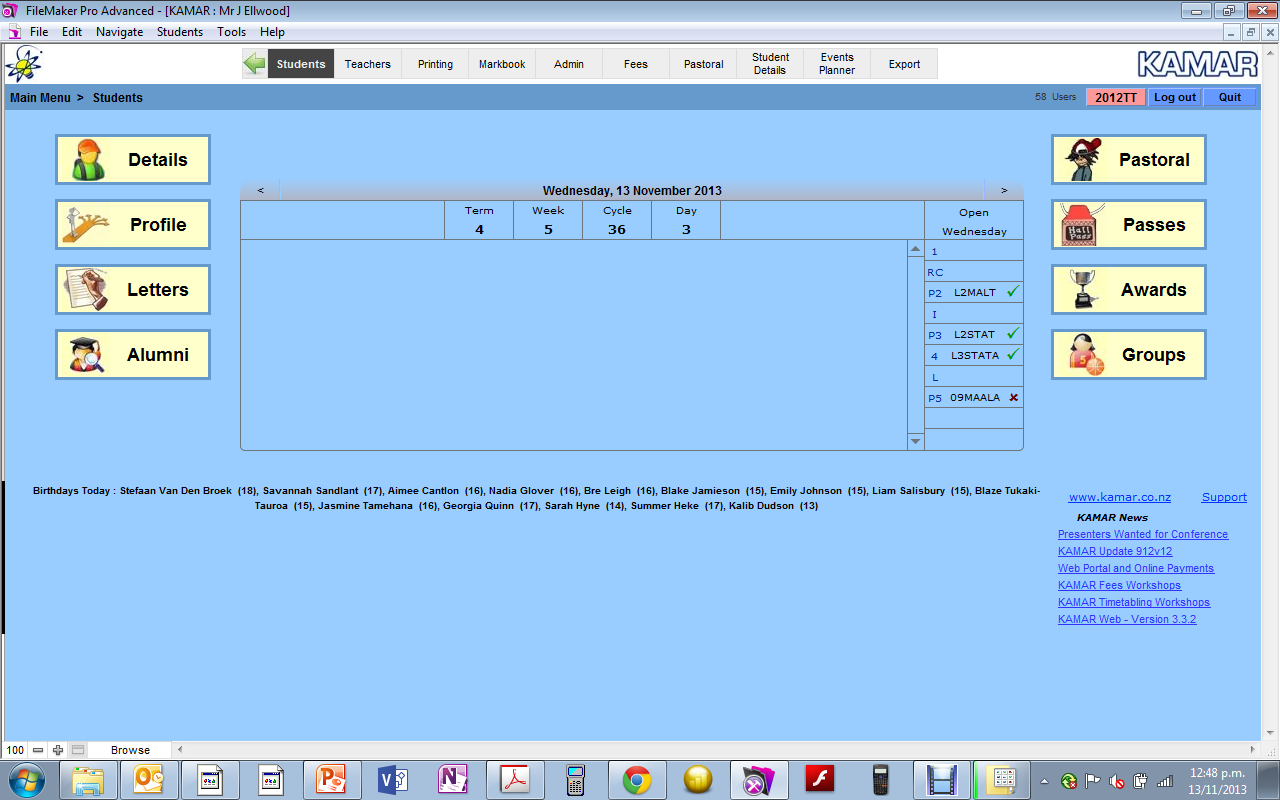 FileMaker Pro Advanced - [KAMAR : Mr J Ellwood]
File Edit Navigate Students Tools Help
Students Teachers Printing Markbook Admin Fees Pastoral Student Details Events Planner Export
KAMAR
Main Menu > Students
58 Users 2012TT Log out Quit
Details
Profile
Letters
Alumni
< Wednesday, 13 November 2013 >
Term Week Cycle Day
4 5 36 3
Open
Wednesday
1
RC
P2 L2MALT
I
P3 L2STAT
4 L3STATA
L
P5 09MAALA
Pastoral
Hall Pass
Passes
Awards
5
Groups
Birthdays Today : Stefaan Van Den Broek (18), Savannah Sandlant (17), Aimee Cantlon (16), Nadia Glover (16), Bre Leigh (16), Blake Jamieson (15), Emily Johnson (15), Liam Salisbury (15), Blaze Tukaki-
Tauroa (15), Jasmine Tamehana (16), Georgia Quinn (17), Sarah Hyne (14), Summer Heke (17), Kalib Dudson (13)
www.kamar.co.nz Support
KAMAR News
Presenters Wanted for Conference
KAMAR Update 912v12
Web Portal and Online Payments
KAMAR Fees Workshops
KAMAR Timetabling Workshops
KAMAR Web - Version 3.3.2
100 Browse
12:48 p.m.
13/11/2013